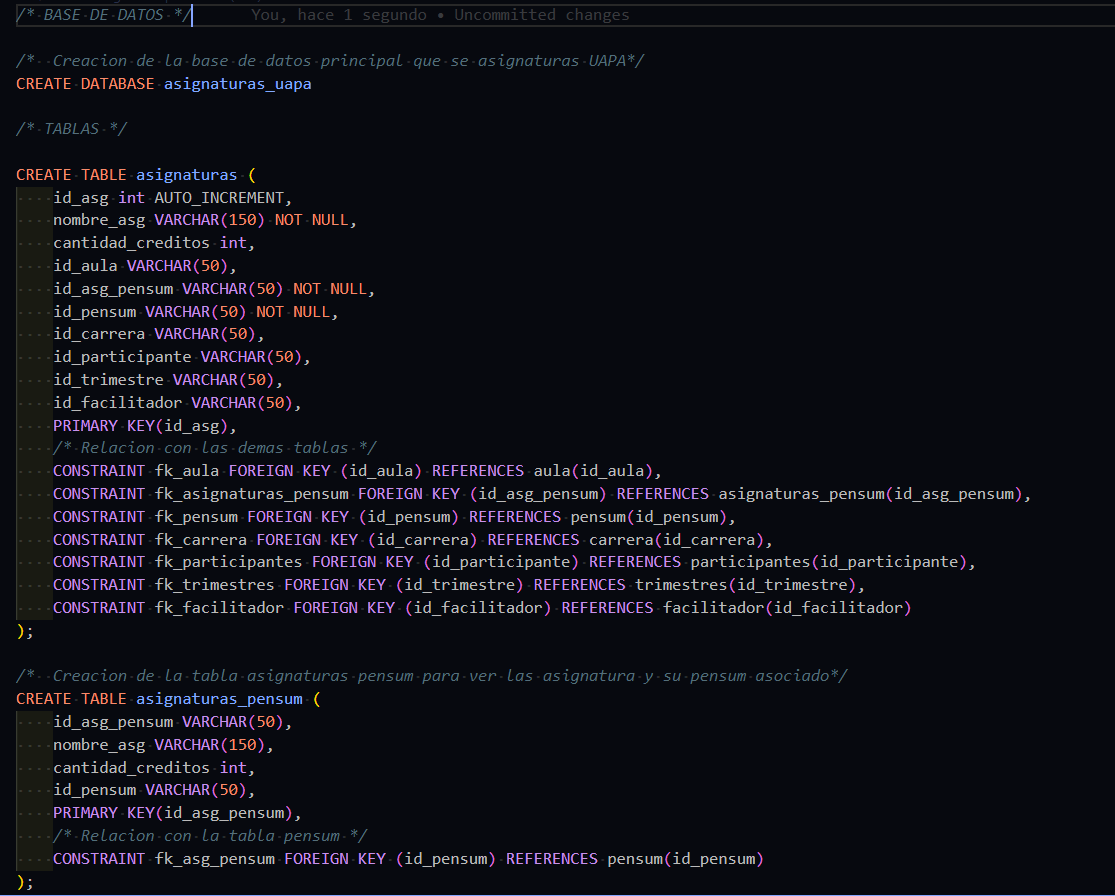 /* BASE DE DATOS */ You, hace 1 segundo • Uncommitted changes
/*  Creacion de la base de datos principal que se asignaturas UAPA*/
CREATE DATABASE asignaturas_uapa
/* TABLAS */
CREATE TABLE asignaturas (
    id_asg int AUTO_INCREMENT,
    nombre_asg VARCHAR(150) NOT NULL,
    cantidad_creditos int,
    id_aula VARCHAR(50),
    id_asg_pensum VARCHAR(50) NOT NULL,
    id_pensum VARCHAR(50) NOT NULL,
    id_carrera VARCHAR(50),
    id_participante VARCHAR(50),
    id_trimestre VARCHAR(50),
    id_facilitador VARCHAR(50),
    PRIMARY KEY(id_asg),
    /* Relacion con las demas tablas */
    CONSTRAINT fk_aula FOREIGN KEY (id_aula) REFERENCES aula(id_aula),
    CONSTRAINT fk_asignaturas_pensum FOREIGN KEY (id_asg_pensum) REFERENCES asignaturas_pensum(id_asg_pensum),
    CONSTRAINT fk_pensum FOREIGN KEY (id_pensum) REFERENCES pensum(id_pensum),
    CONSTRAINT fk_carrera FOREIGN KEY (id_carrera) REFERENCES carrera(id_carrera),
    CONSTRAINT fk_participantes FOREIGN KEY (id_participante) REFERENCES participantes(id_participante),
    CONSTRAINT fk_trimestres FOREIGN KEY (id_trimestre) REFERENCES trimestres(id_trimestre),
    CONSTRAINT fk_facilitador FOREIGN KEY (id_facilitador) REFERENCES facilitador(id_facilitador)
);
/*  Creacion de la tabla asignaturas pensum para ver las asignatura y su pensum asociado*/
CREATE TABLE asignaturas_pensum (
    id_asg_pensum VARCHAR(50),
    nombre_asg VARCHAR(150),
    cantidad_creditos int,
    id_pensum VARCHAR(50),
    PRIMARY KEY(id_asg_pensum),
    /* Relacion con la tabla pensum */
    CONSTRAINT fk_asg_pensum FOREIGN KEY (id_pensum) REFERENCES pensum(id_pensum)
);